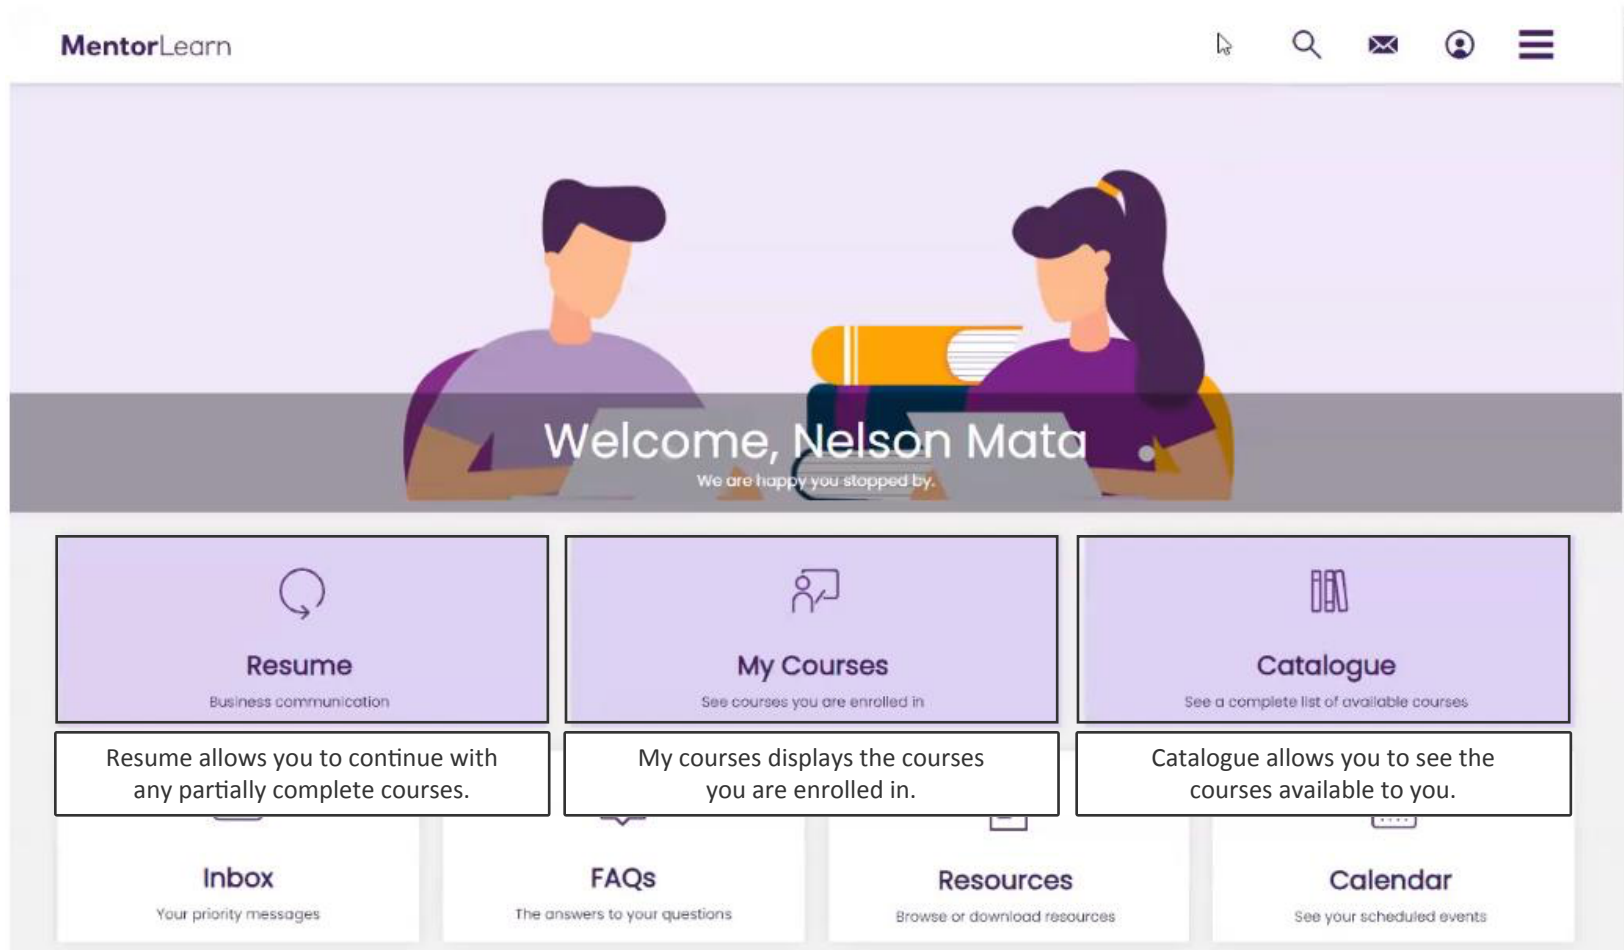 MentorLearn
Welcome, Nelson Mata
We are happy you stopped by.
Resume
Business communication
My Courses
See courses you are enrolled in
Catalogue
See a complete list of available courses
Resume allows you to continue with
any partially complete courses.
My courses displays the courses
you are enrolled in.
Catalogue allows you to see the
courses available to you.
Inbox
Your priority messages
FAQs
The answers to your questions
Resources
Browse or download resources
Calendar
See your scheduled events